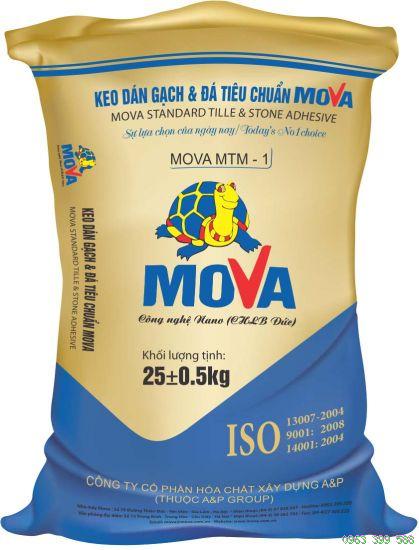 KEO DÁN GẠCH & ĐÁ TIÊU CHUẨN MOVA
MOVA STANDARD TILLE & STONE ADHESIVE
Sự lựa chọn của ngày nay/Today's No1 choice
MOVA MTM - 1
MOVA
Công nghệ Nano (CHLB Đức)
Khối lượng tịnh:
25±0.5kg
ISO
13007-2004
9001: 2008
14001: 2004
CÔNG TY CỔ PHẦN HÓA CHẤT XÂY DỰNG A&P
(THUỘC A&P GROUP)
MOVA
KEO DÁN GẠCH & ĐÁ TIÊU CHUẨN MOVA
MOVA STANDARD TILLE & STONE ADHESIVE
0963 399 588